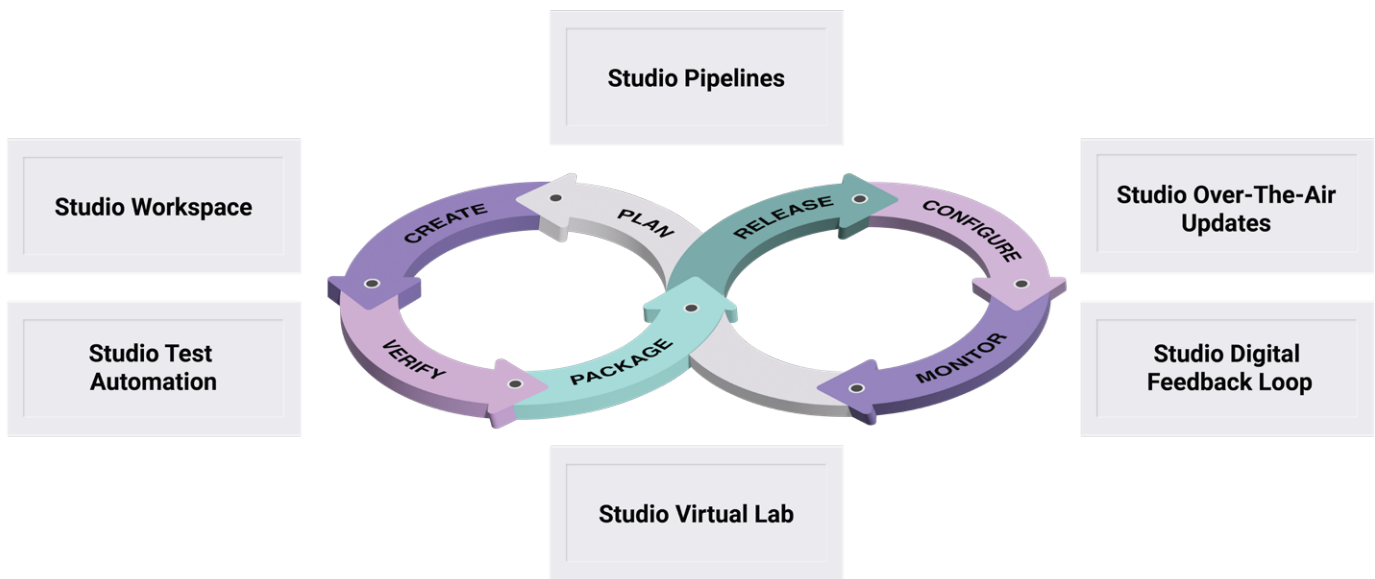 Studio Pipelines
Studio Workspace
Studio Over-The-Air
Updates
CREATE
PLAN
RELEASE
CONFIGURE
VERIFY
PACKAGE
MONITOR
Studio Test
Automation
Studio Digital
Feedback Loop
Studio Virtual Lab